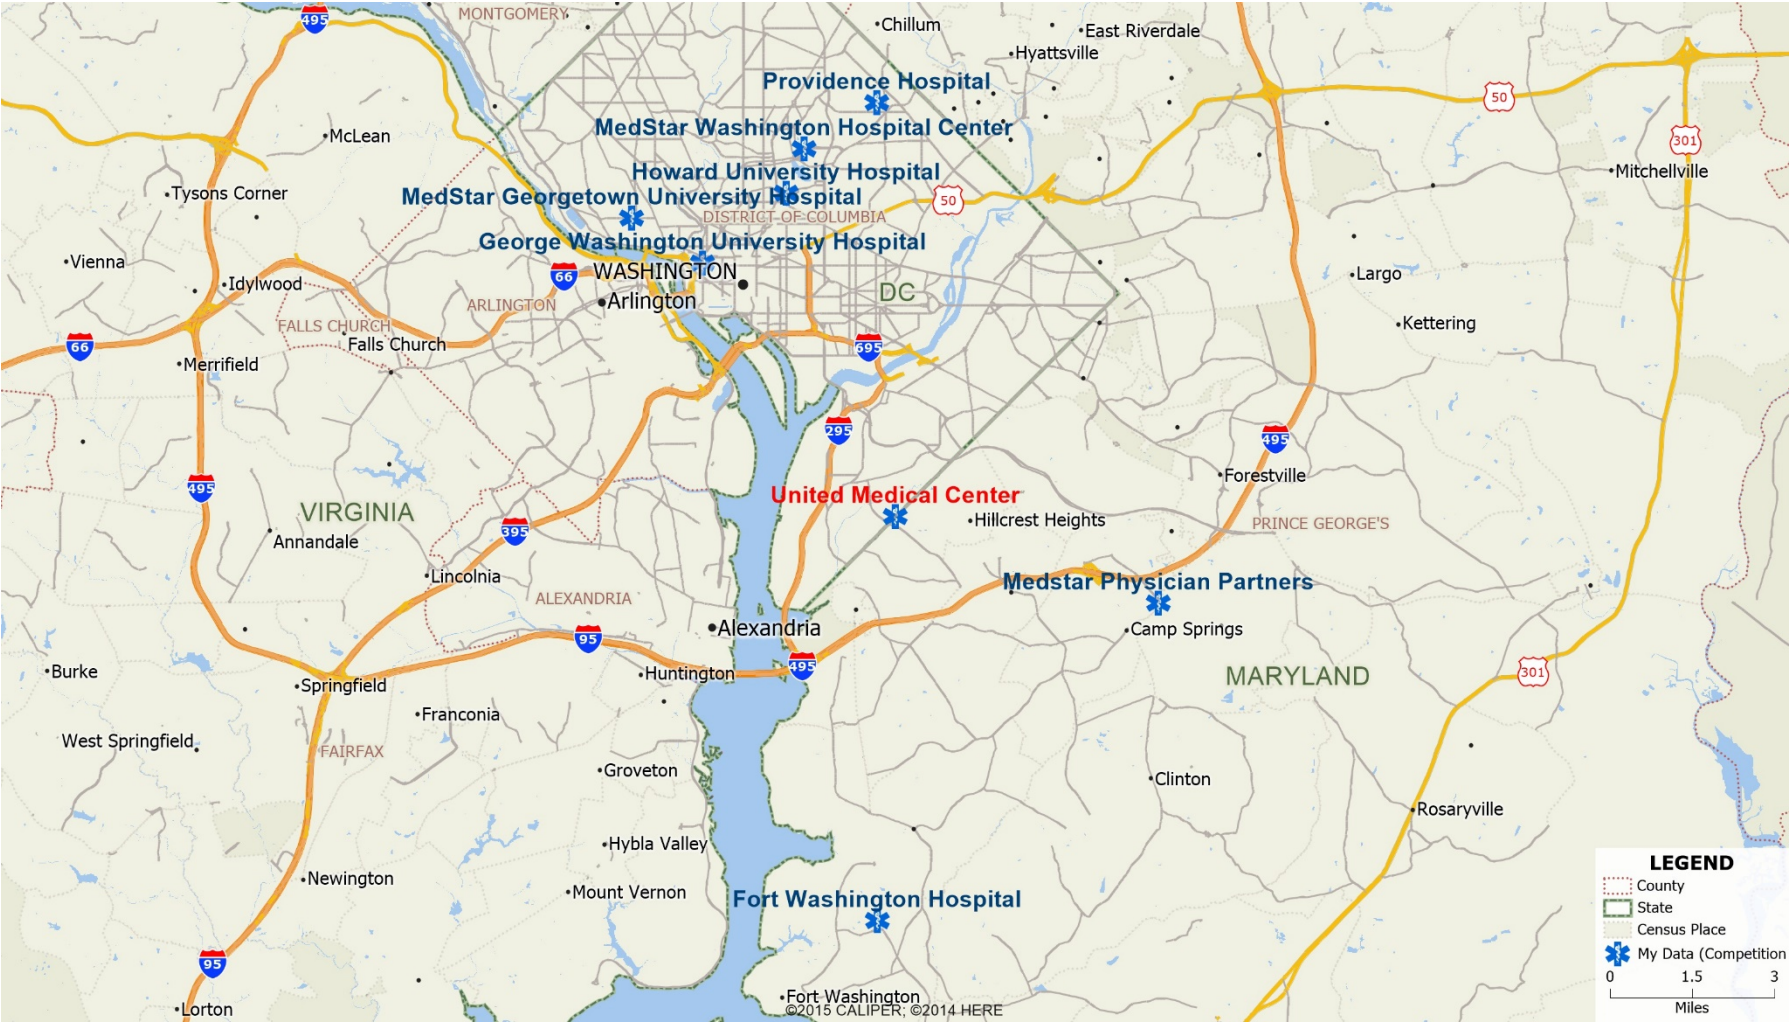 495
MONTGOMERY
Chillum
East Riverdale
Hyattsville
Providence Hospital
50
McLean
MedStar Washington Hospital Center
301
Howard University Hospital
Mitchellville
Tysons Corner
MedStar Georgetown University Hospital
50
DISTRICT OF COLUMBIA
George Washington University Hospital
Vienna
66
WASHINGTON
Largo
Idylwood
DC
ARLINGTON
Arlington
FALLS CHURCH
Kettering
66
Falls Church
695
Merrifield
295
495
Forestville
495
United Medical Center
VIRGINIA
Hillcrest Heights
PRINCE GEORGE'S
395
Annandale
Lincolnia
Medstar Physician Partners
ALEXANDRIA
Alexandria
Camp Springs
95
495
Burke
Huntington
MARYLAND
301
Springfield
Franconia
West Springfield
FAIRFAX
Groveton
Clinton
Rosaryville
Hybla Valley
Newington
Mount Vernon
Fort Washington Hospital
95
Lorton
Fort Washington
©2015 CALIPER; ©2014 HERE
LEGEND
County
State
Census Place
My Data (Competition
0 1.5 3
Miles